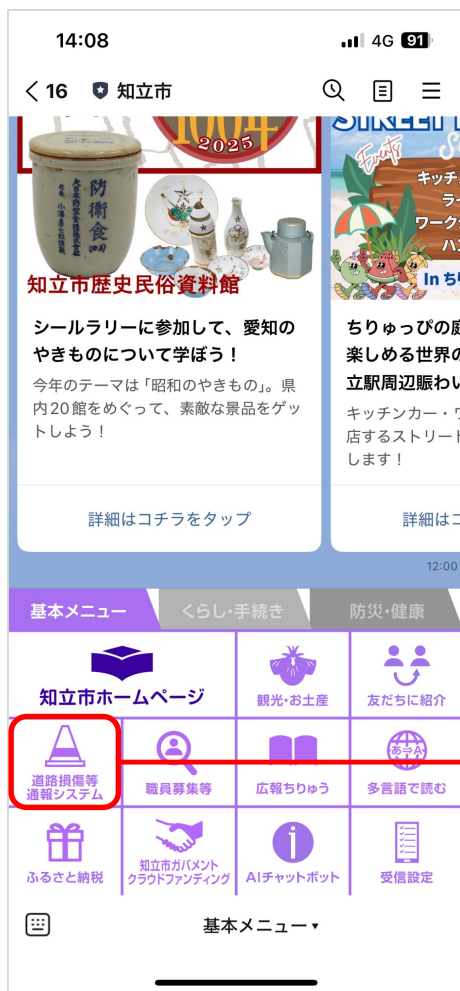 14:08
4G 91
16 知立市
2025
防衛食
知立市歴史民俗資料館
シールラリーに参加して、愛知の
やきものについて学ぼう！
今年のテーマは「昭和のやきもの」。県
内20館をめぐって、素敵な景品をゲッ
トしよう！
詳細はコチラをタップ
Events
キッチ
ラ
ワーク
ハン
In ち
ちりゅっぴの庭
楽しめる世界の
立駅周辺賑わい
キッチンカー・ワ
店するストリート
します！
詳細はコ
12:00
基本メニュー
くらし・手続き
防災・健康
知立市ホームページ
観光・お土産
友だちに紹介
道路損傷等
通報システム
職員募集等
広報ちりゅう
あ⇒A
多言語で読む
ふるさと納税
知立市ガバメント
クラウドファンディング
AIチャットボット
受信設定
基本メニュー▾